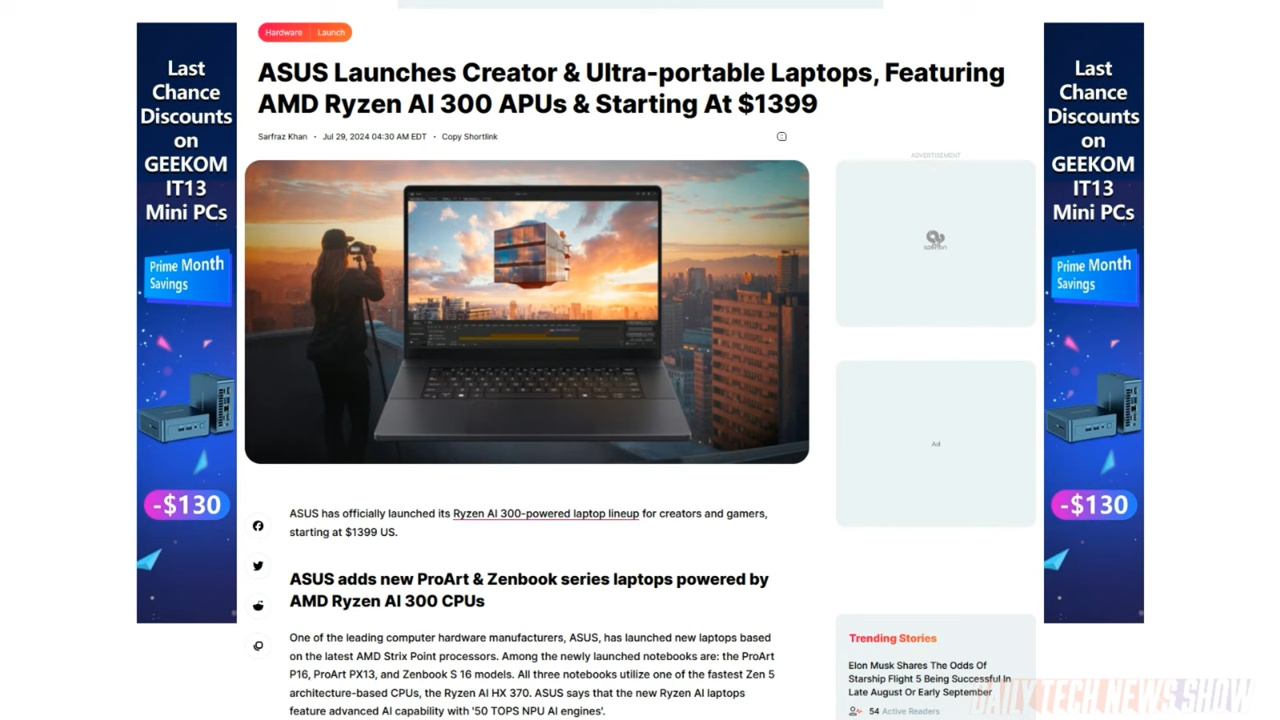 Hardware Launch
ASUS Launches Creator & Ultra-portable Laptops, Featuring
AMD Ryzen AI 300 APUs & Starting At $1399
Sarfraz Khan • Jul 29, 2024 04:30 AM EDT • Copy Shortlink
Last
Chance
Discounts
on
GEEKOM
IT13
Mini PCs
Prime Month
Savings
-$130
ASUS has officially launched its Ryzen AI 300-powered laptop lineup for creators and gamers,
starting at $1399 US.
ASUS adds new ProArt & Zenbook series laptops powered by
AMD Ryzen AI 300 CPUs
One of the leading computer hardware manufacturers, ASUS, has launched new laptops based
on the latest AMD Strix Point processors. Among the newly launched notebooks are: the ProArt
P16, ProArt PX13, and Zenbook S 16 models. All three notebooks utilize one of the fastest Zen 5
architecture-based CPUs, the Ryzen AI HX 370. ASUS says that the new Ryzen AI laptops
feature advanced AI capability with '50 TOPS NPU AI engines'.
ADVERTISEMENT
Ad
Trending Stories
Elon Musk Shares The Odds Of
Starship Flight 5 Being Successful In
Late August Or Early September
54 Active Readers
Last
Chance
Discounts
on
GEEKOM
IT13
Mini PCs
Prime Month
Savings
-$130
DAILY TECH NEWS SHOW